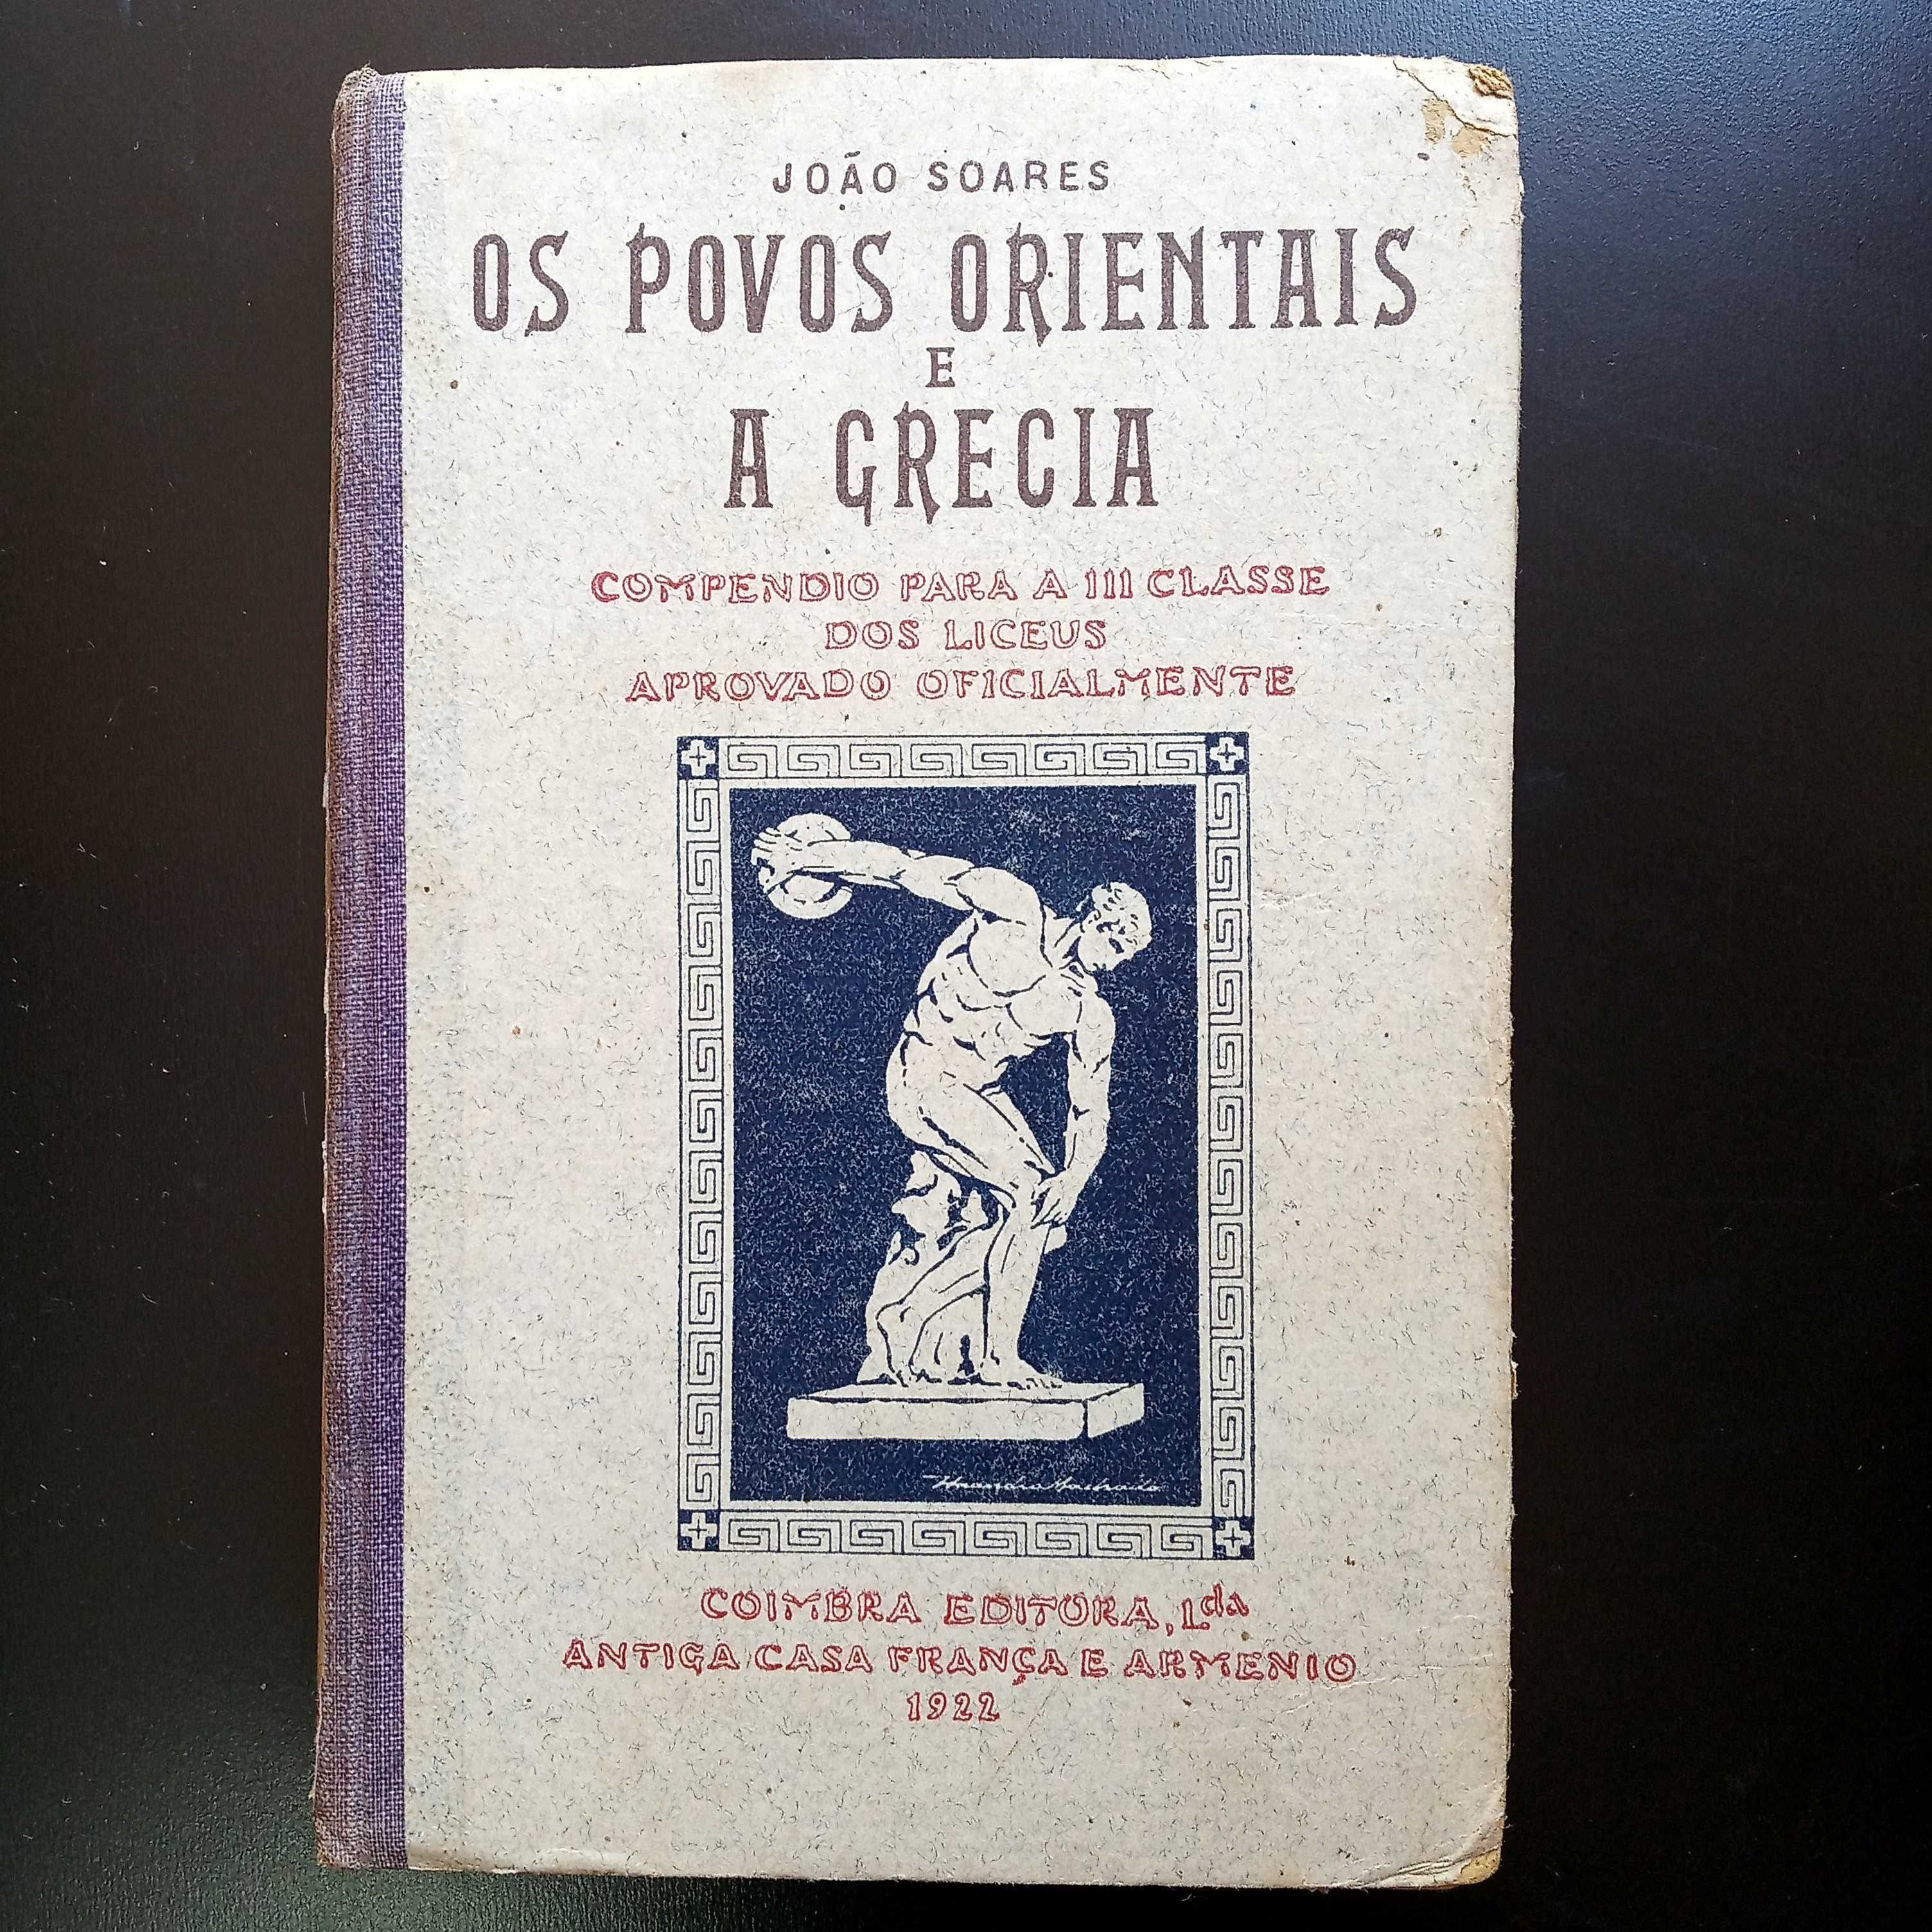 JOÃO SOARES
OS POVOS ORIENTAIS
E
A GRECIA
COMPENDIO PARA A III CLASSE
DOS LICEUS
APROVADO OFICIALMENTE
COIMBRA EDITORA, Lda
ANTIGA CASA FRANÇA E ARMENIO
1922